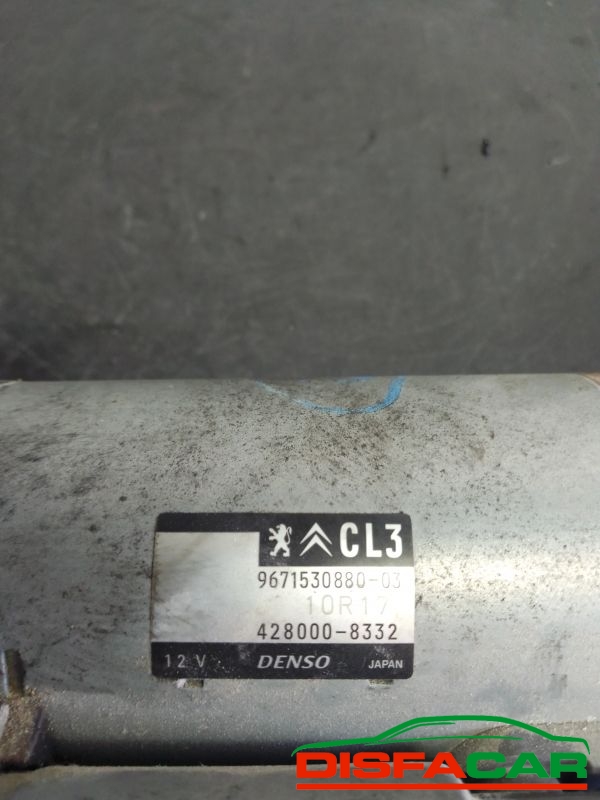 CL3
9671530880-03
10R17
428000-8332
12 V DENSO JAPAN
DISFACAR